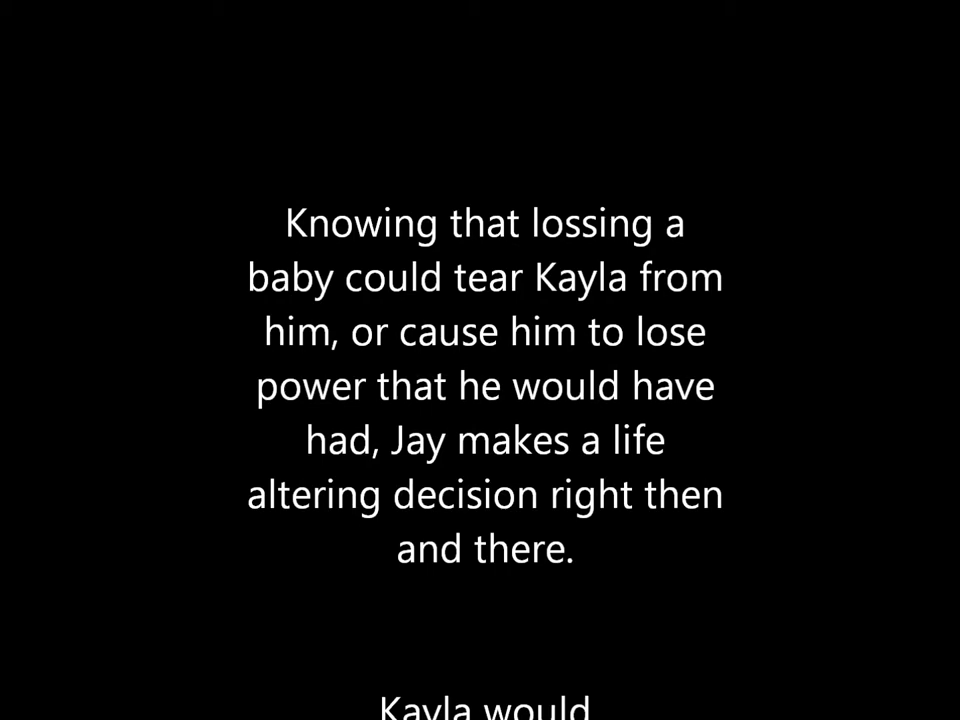 Knowing that lossing a
baby could tear Kayla from
him, or cause him to lose
power that he would have
had, Jay makes a life
altering decision right then
and there.
Kayla would